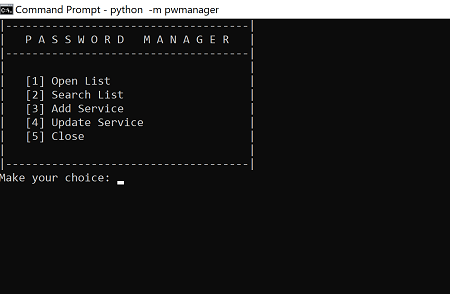 Command Prompt - python -m pwmanager
|-------------------------------------|
| P A S S W O R D  M A N A G E R |
|-------------------------------------|
| [1] Open List |
| [2] Search List |
| [3] Add Service |
| [4] Update Service |
| [5] Close |
|-------------------------------------|
Make your choice: _